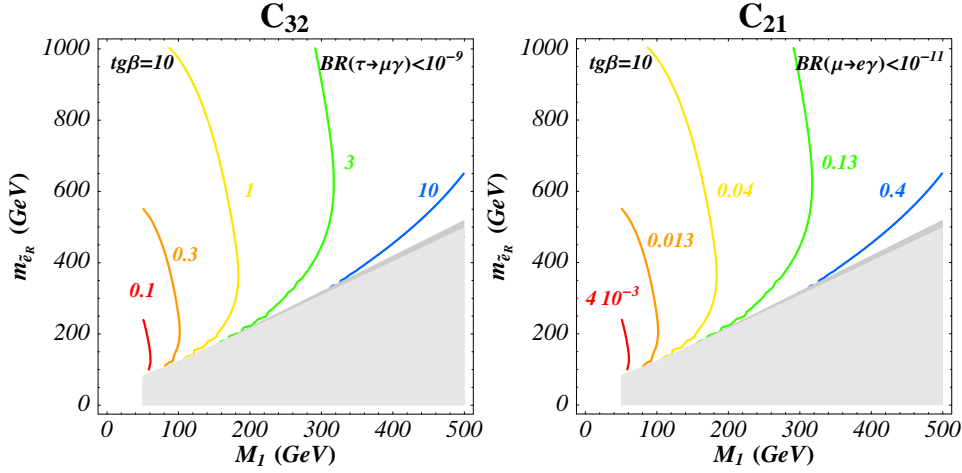 C₃₂
tgβ=10
BR(τ→μγ)<10⁻⁹
1000
800
600
400
200
0
m_ẽR (GeV)
0.1
0.3
1
3
10
0 100 200 300 400 500
M₁ (GeV)
C₂₁
tgβ=10
BR(μ→eγ)<10⁻¹¹
1000
800
600
400
200
0
m_ẽR (GeV)
4 10⁻³
0.013
0.04
0.13
0.4
0 100 200 300 400 500
M₁ (GeV)